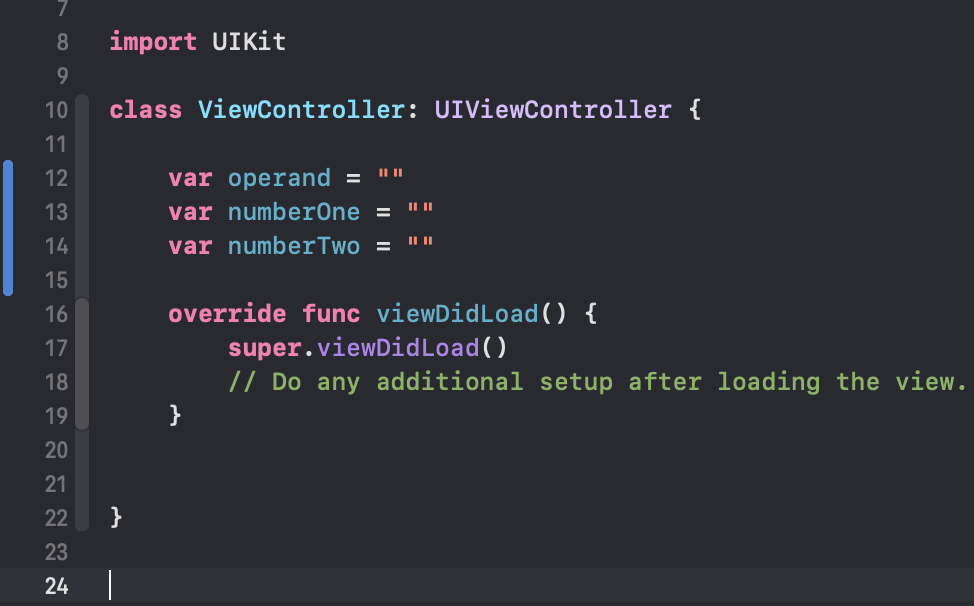 7
8 import UIKit
9
10 class ViewController: UIViewController {
11
12     var operand = ""
13     var numberOne = ""
14     var numberTwo = ""
15
16     override func viewDidLoad() {
17         super.viewDidLoad()
18         // Do any additional setup after loading the view.
19     }
20
21
22 }
23
24